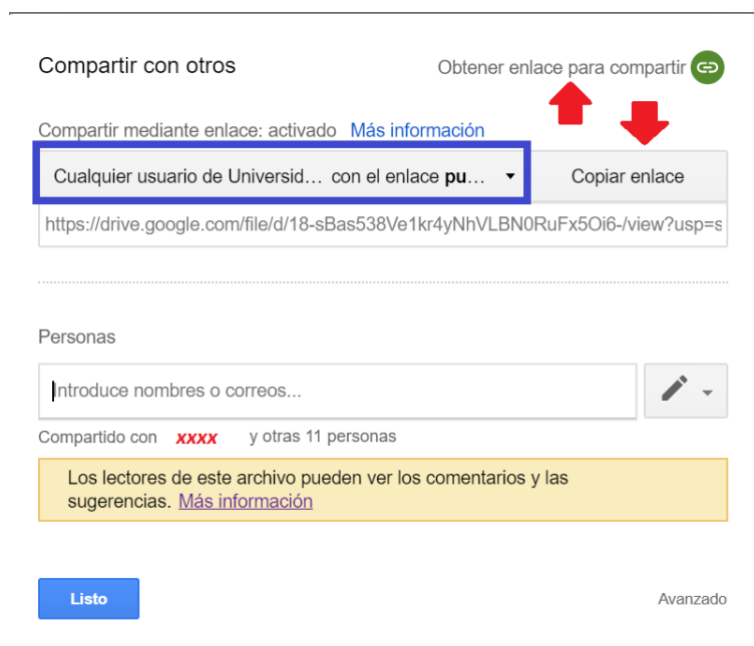 Compartir con otros
Obtener enlace para compartir
Compartir mediante enlace: activado Más información
Cualquier usuario de Universid... con el enlace pu...
Copiar enlace
https://drive.google.com/file/d/18-sBas538Ve1kr4yNhVLBN0RuFx5Oi6-/view?usp=s
Personas
Introduce nombres o correos...
Compartido con xxxx y otras 11 personas
Los lectores de este archivo pueden ver los comentarios y las
sugerencias. Más información
Listo
Avanzado